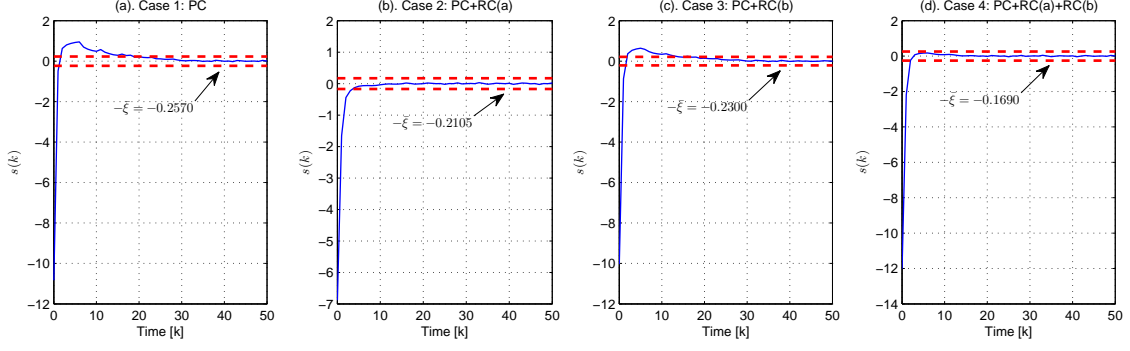 (a). Case 1: PC
2
0
−2
−4
−6
−8
−10
−12
s(k)
−ξ̄ = −0.2570
0 10 20 30 40 50
Time [k]
(b). Case 2: PC+RC(a)
2
1
0
−1
−2
−3
−4
−5
−6
−7
s(k)
−ξ̄ = −0.2105
0 10 20 30 40 50
Time [k]
(c). Case 3: PC+RC(b)
2
0
−2
−4
−6
−8
−10
−12
s(k)
−ξ̄ = −0.2300
0 10 20 30 40 50
Time [k]
(d). Case 4: PC+RC(a)+RC(b)
2
0
−2
−4
−6
−8
−10
−12
−14
s(k)
−ξ̄ = −0.1690
0 10 20 30 40 50
Time [k]